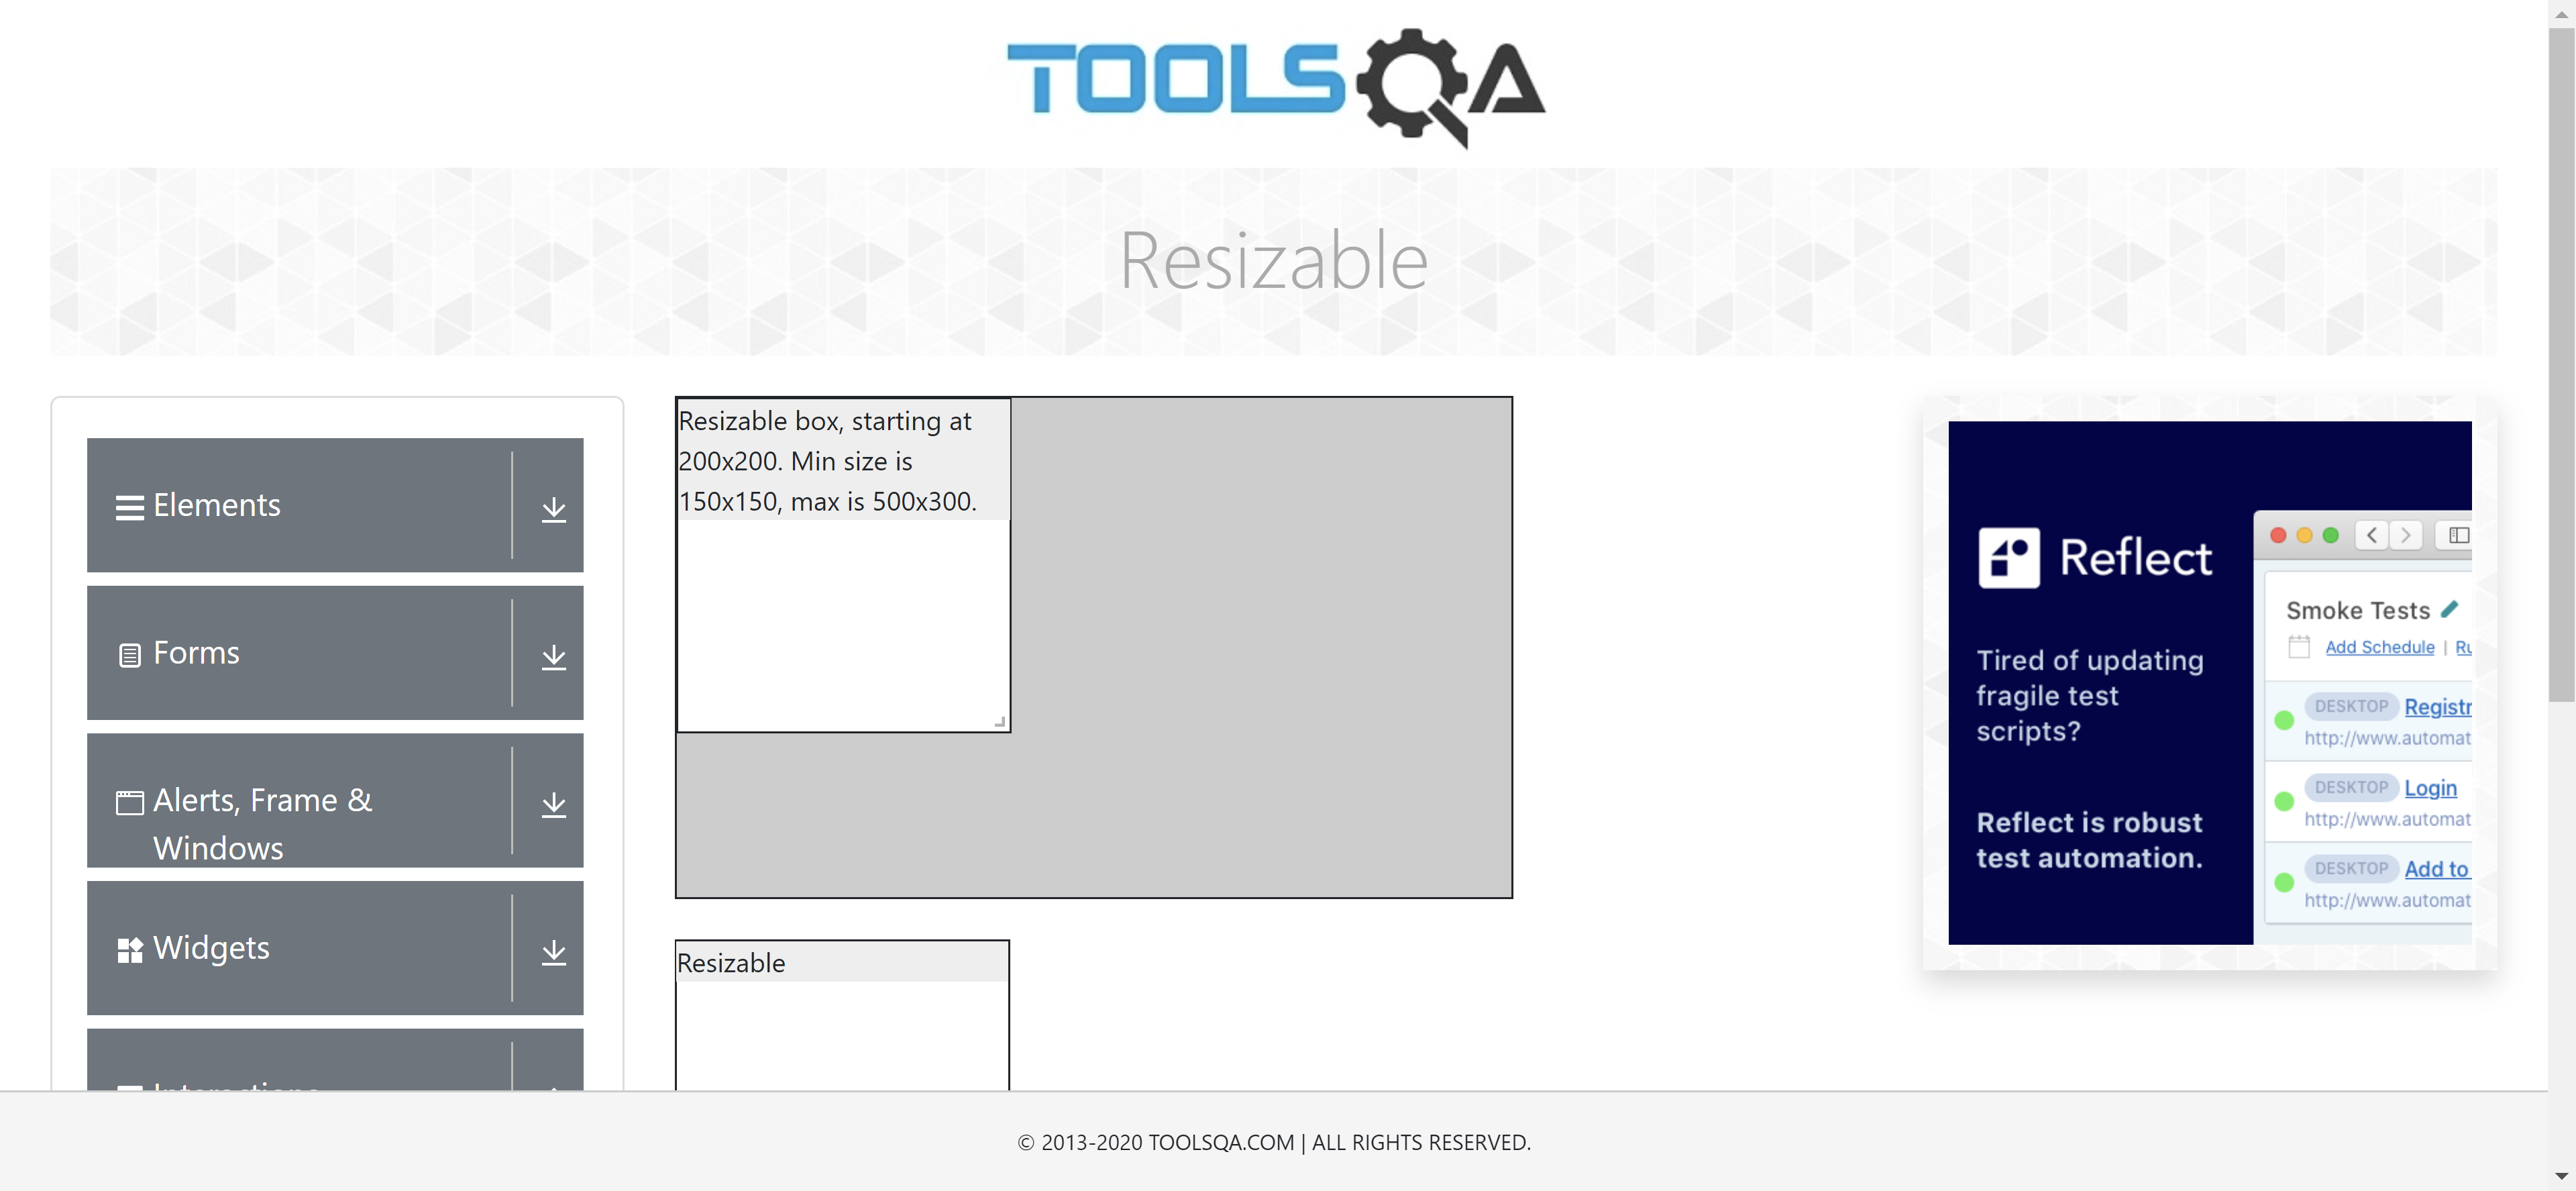 TOOLSQA
Resizable
Elements
Forms
Alerts, Frame &
Windows
Widgets
Interactions
Resizable box, starting at
200x200. Min size is
150x150, max is 500x300.
Resizable
Reflect
Tired of updating
fragile test
scripts?
Reflect is robust
test automation.
Smoke Tests
Add Schedule |
DESKTOP
http://www.automat
DESKTOP Login
http://www.automat
DESKTOP Add to
http://www.automat
© 2013-2020 TOOLSQA.COM | ALL RIGHTS RESERVED.